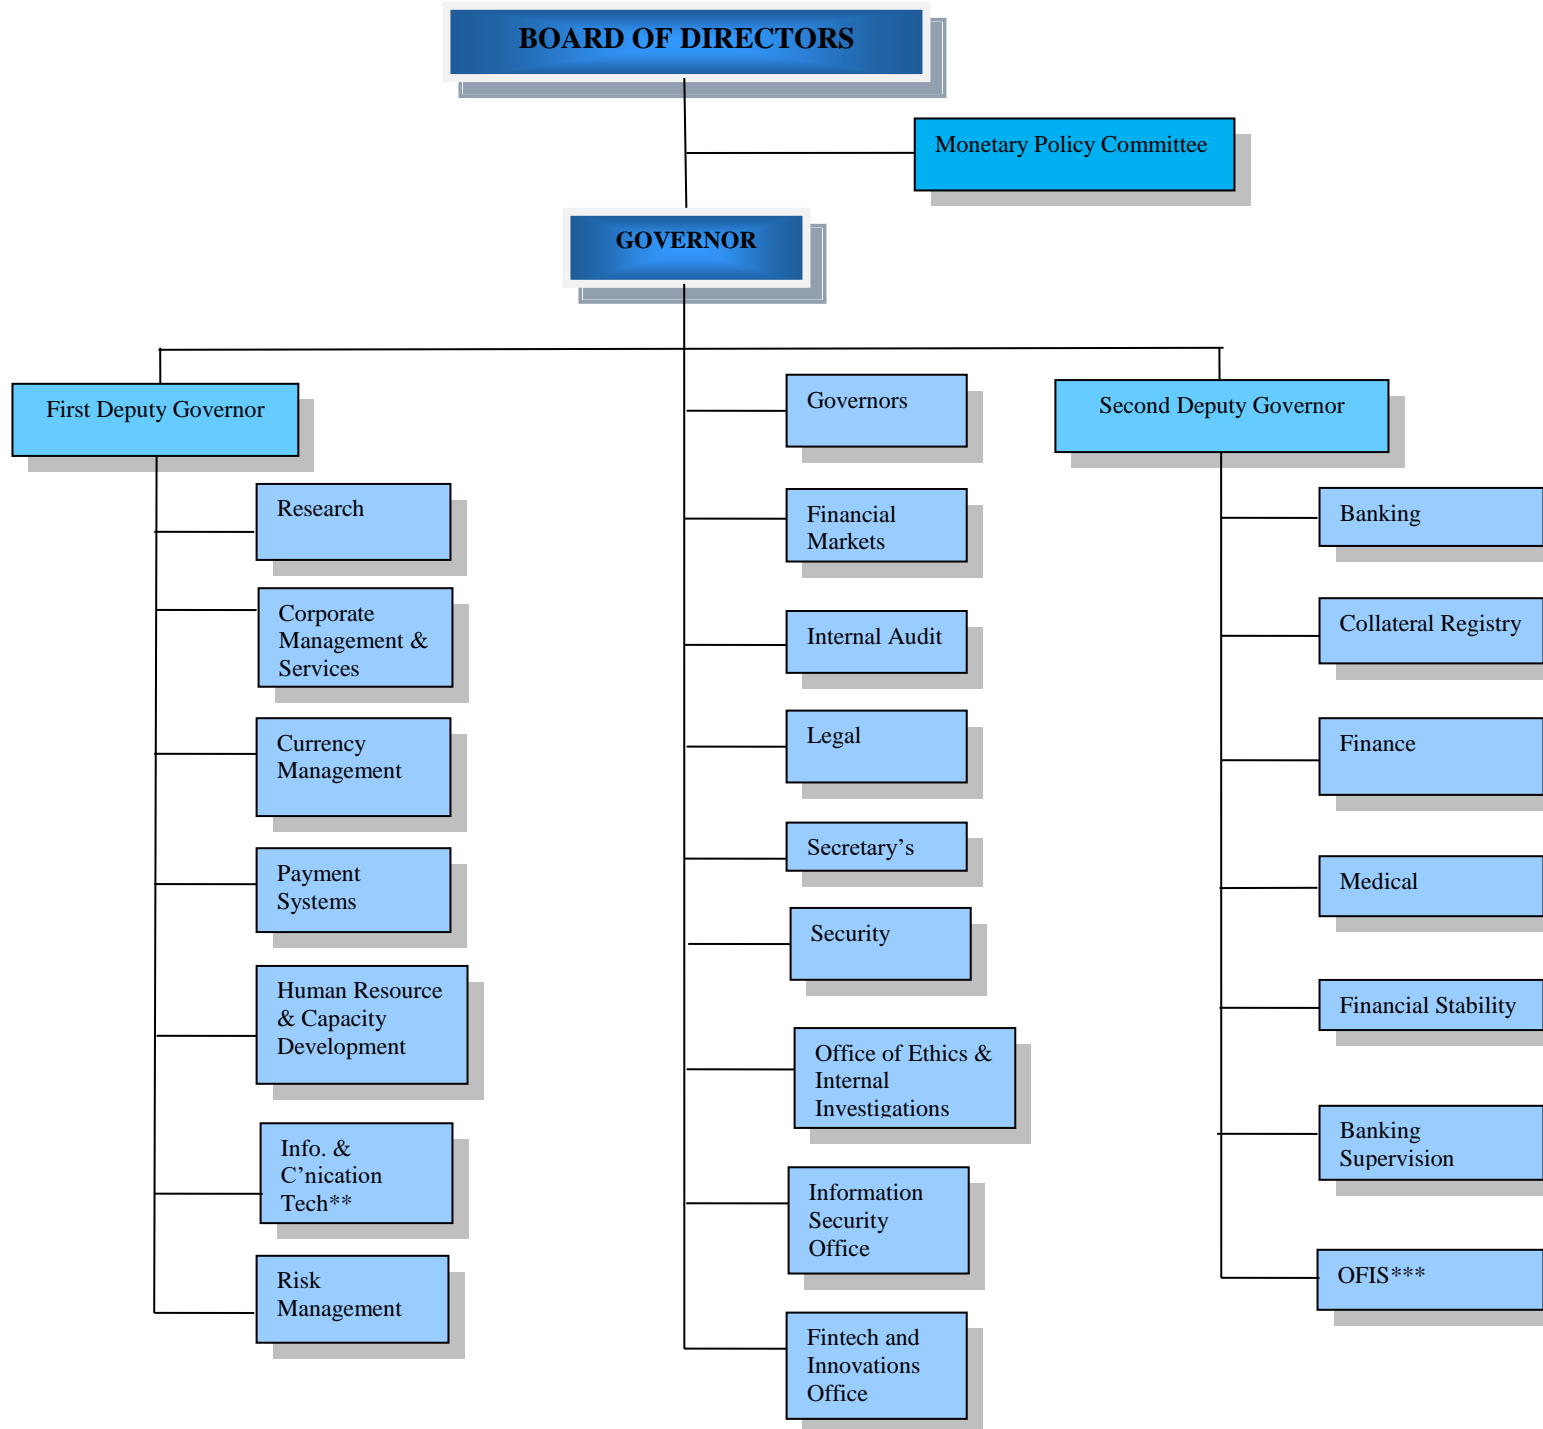 BOARD OF DIRECTORS
Monetary Policy Committee
GOVERNOR
First Deputy Governor
Research
Corporate
Management &
Services
Currency
Management
Payment
Systems
Human Resource
& Capacity
Development
Info. &
C’nication
Tech**
Risk
Management
Governors
Financial
Markets
Internal Audit
Legal
Secretary’s
Security
Office of Ethics &
Internal
Investigations
Information
Security
Office
Fintech and
Innovations
Office
Second Deputy Governor
Banking
Collateral Registry
Finance
Medical
Financial Stability
Banking
Supervision
OFIS***